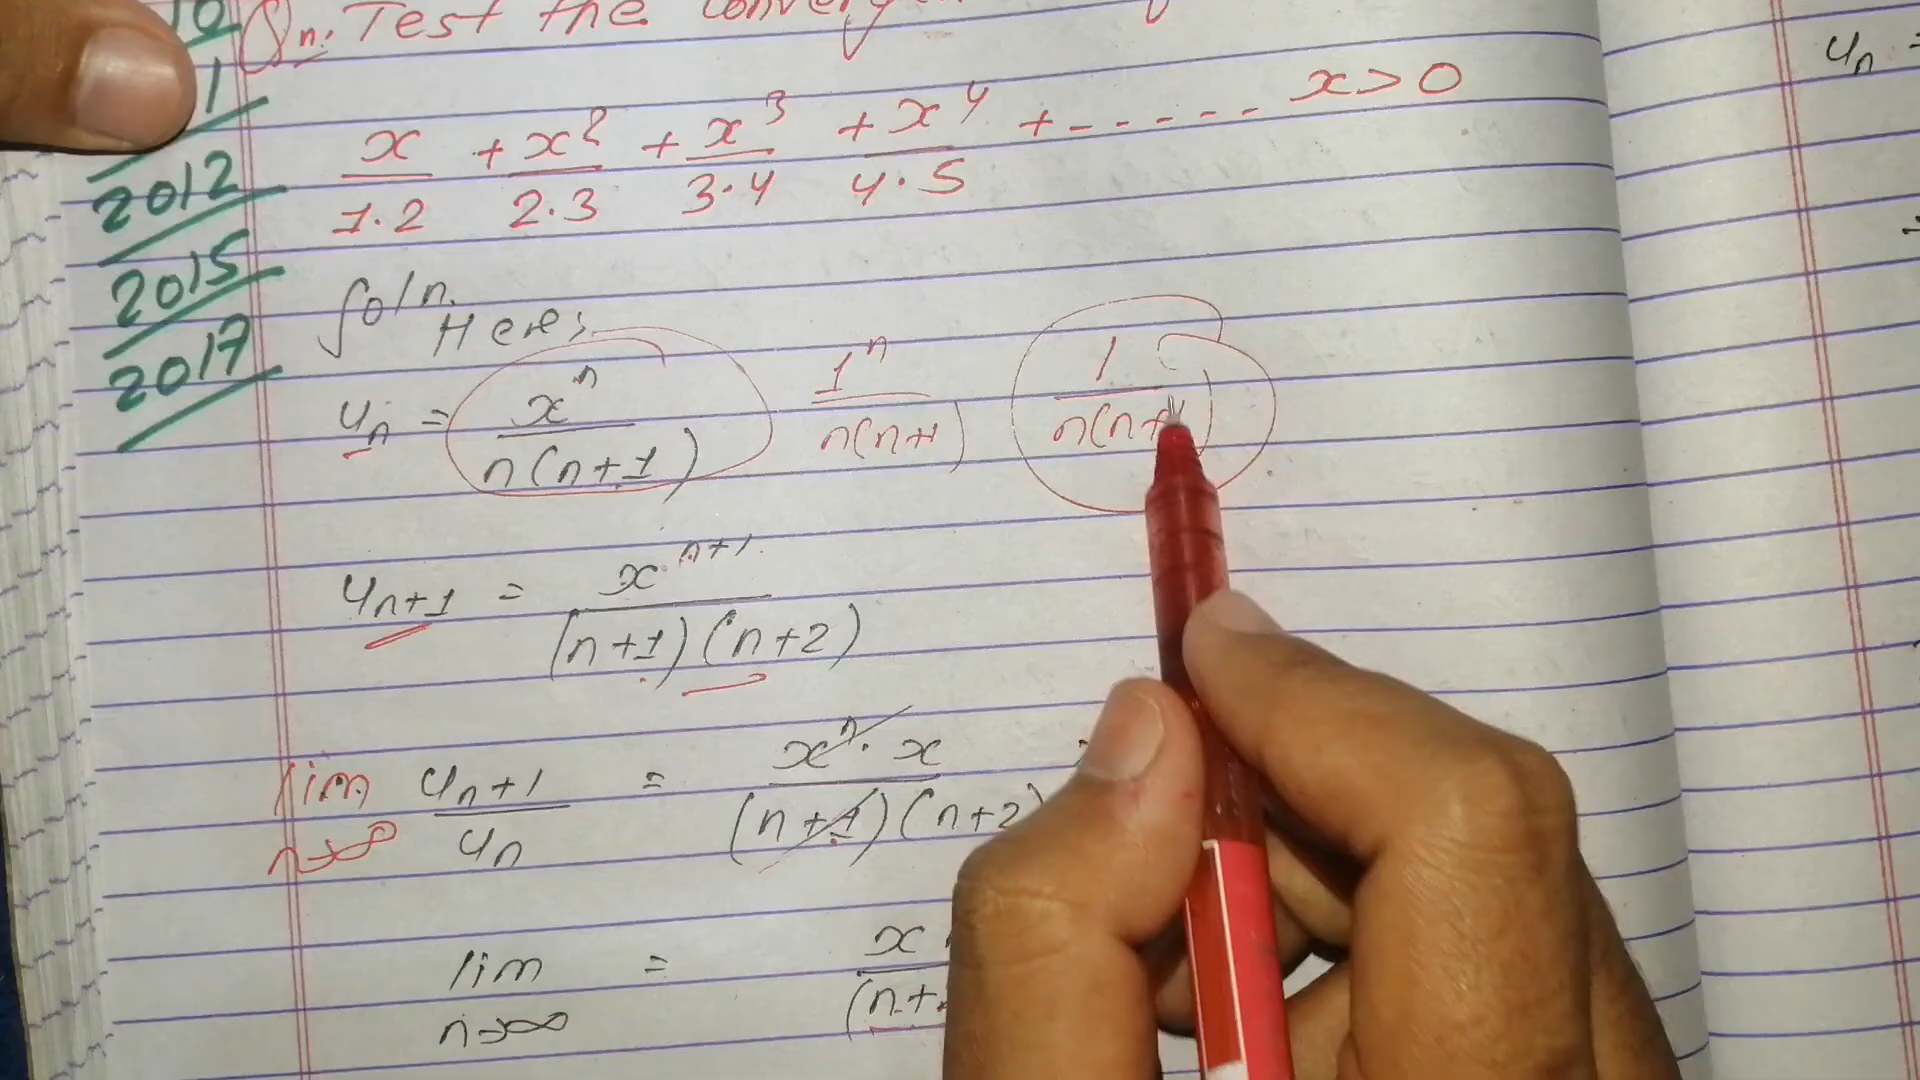 Qn. Test the
x/1.2 + x²/2.3 + x³/3.4 + x⁴/4.5 + ------ x>0
2012
2015
2017
Soln.
Here,
uₙ = xⁿ/n(n+1) 1ⁿ/n(n+1) 1/n(n+1)
uₙ₊₁ = xⁿ⁺¹/(n+1)(n+2)
lim n→∞ uₙ₊₁/uₙ = xⁿ. x/(n+1)(n+2)
lim n→∞ = x
uₙ =